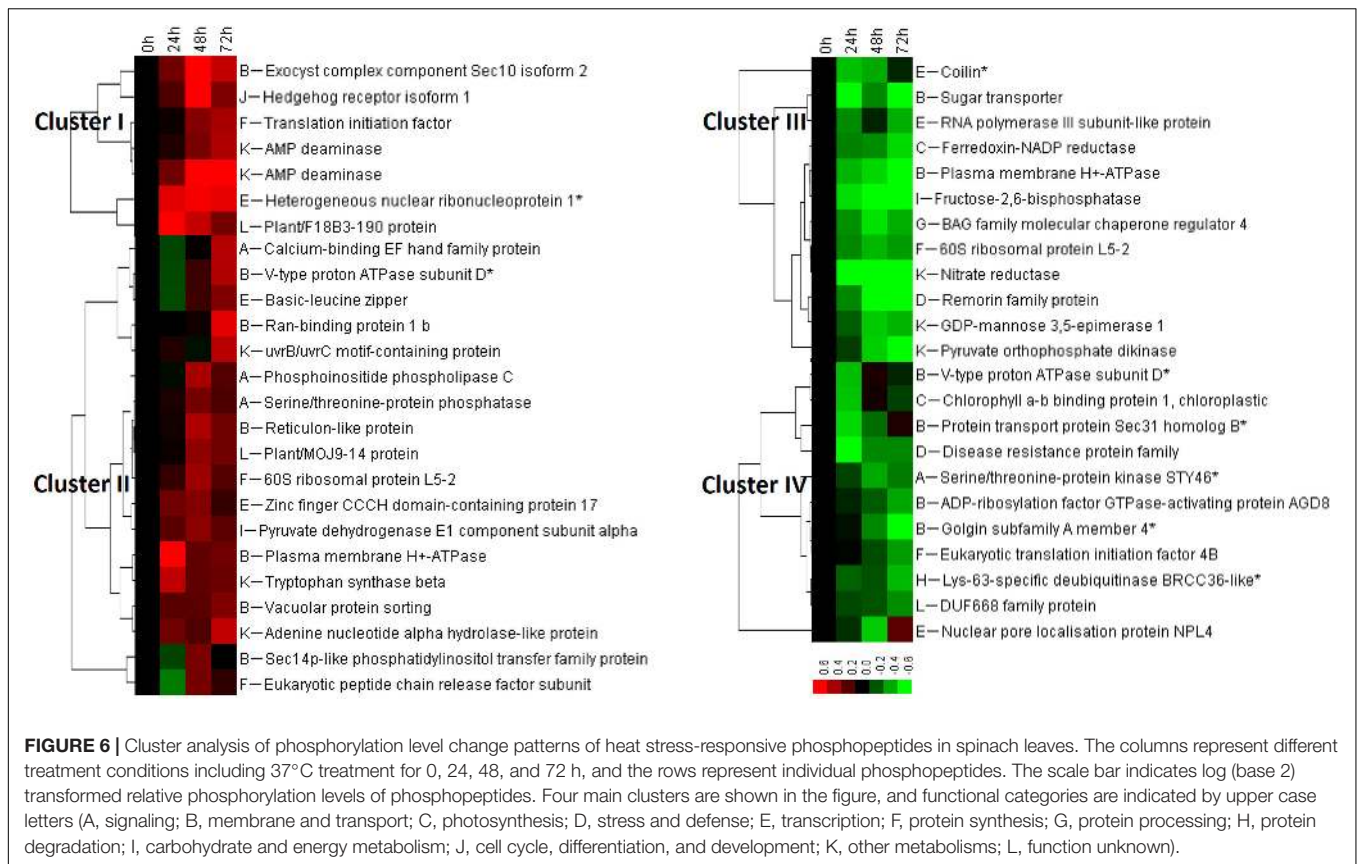 0h 24h 48h 72h
Cluster I
B—Exocyst complex component Sec10 isoform 2
J—Hedgehog receptor isoform 1
F—Translation initiation factor
K—AMP deaminase
K—AMP deaminase
E—Heterogeneous nuclear ribonucleoprotein 1*
L—Plant/F18B3-190 protein
Cluster II
A—Calcium-binding EF hand family protein
B—V-type proton ATPase subunit D*
E—Basic-leucine zipper
B—Ran-binding protein 1 b
K—uvrB/uvrC motif-containing protein
A—Phosphoinositide phospholipase C
A—Serine/threonine-protein phosphatase
B—Reticulon-like protein
L—Plant/MOJ9-14 protein
F—60S ribosomal protein L5-2
E—Zinc finger CCCH domain-containing protein 17
I—Pyruvate dehydrogenase E1 component subunit alpha
B—Plasma membrane H+-ATPase
K—Tryptophan synthase beta
B—Vacuolar protein sorting
K—Adenine nucleotide alpha hydrolase-like protein
B—Sec14p-like phosphatidylinositol transfer family protein
F—Eukaryotic peptide chain release factor subunit
0h 24h 48h 72h
Cluster III
E—Coilin*
B—Sugar transporter
E—RNA polymerase III subunit-like protein
C—Ferredoxin-NADP reductase
B—Plasma membrane H+-ATPase
I—Fructose-2,6-bisphosphatase
G—BAG family molecular chaperone regulator 4
F—60S ribosomal protein L5-2
K—Nitrate reductase
D—Remorin family protein
K—GDP-mannose 3,5-epimerase 1
K—Pyruvate orthophosphate dikinase
Cluster IV
B—V-type proton ATPase subunit D*
C—Chlorophyll a-b binding protein 1, chloroplastic
B—Protein transport protein Sec31 homolog B*
D—Disease resistance protein family
A—Serine/threonine-protein kinase STY46*
B—ADP-ribosylation factor GTPase-activating protein AGD8
B—Golgin subfamily A member 4*
F—Eukaryotic translation initiation factor 4B
H—Lys-63-specific deubiquitinase BRCC36-like*
L—DUF668 family protein
E—Nuclear pore localisation protein NPL4
0.6 0.4 0.2 0.0 -0.2 -0.4 -0.6
FIGURE 6 | Cluster analysis of phosphorylation level change patterns of heat stress-responsive phosphopeptides in spinach leaves. The columns represent different
treatment conditions including 37°C treatment for 0, 24, 48, and 72 h, and the rows represent individual phosphopeptides. The scale bar indicates log (base 2)
transformed relative phosphorylation levels of phosphopeptides. Four main clusters are shown in the figure, and functional categories are indicated by upper case
letters (A, signaling; B, membrane and transport; C, photosynthesis; D, stress and defense; E, transcription; F, protein synthesis; G, protein processing; H, protein
degradation; I, carbohydrate and energy metabolism; J, cell cycle, differentiation, and development; K, other metabolisms; L, function unknown).